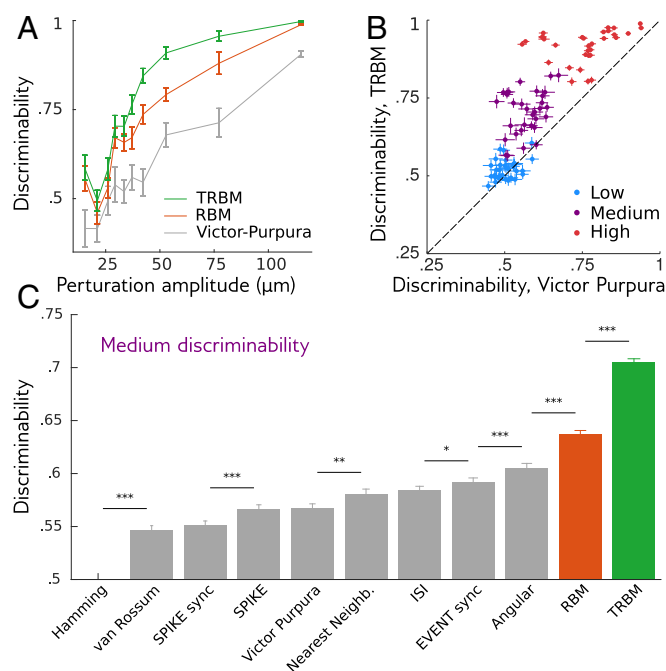 A
1
.75
.5
25
50
75
100
Discriminability
Perturation amplitude (μm)
TRBM
RBM
Victor-Purpura
B
1
.75
.5
.25
.25
.5
.75
1
Discriminability, TRBM
Discriminability, Victor Purpura
Low
Medium
High
C
Medium discriminability
Discriminability
.75
.7
.65
.6
.55
.5
***
***
**
*
***
***
***
Hamming
van Rossum
SPIKE sync
SPIKE
Victor Purpura
Nearest Neighb.
ISI
EVENT sync
Angular
RBM
TRBM